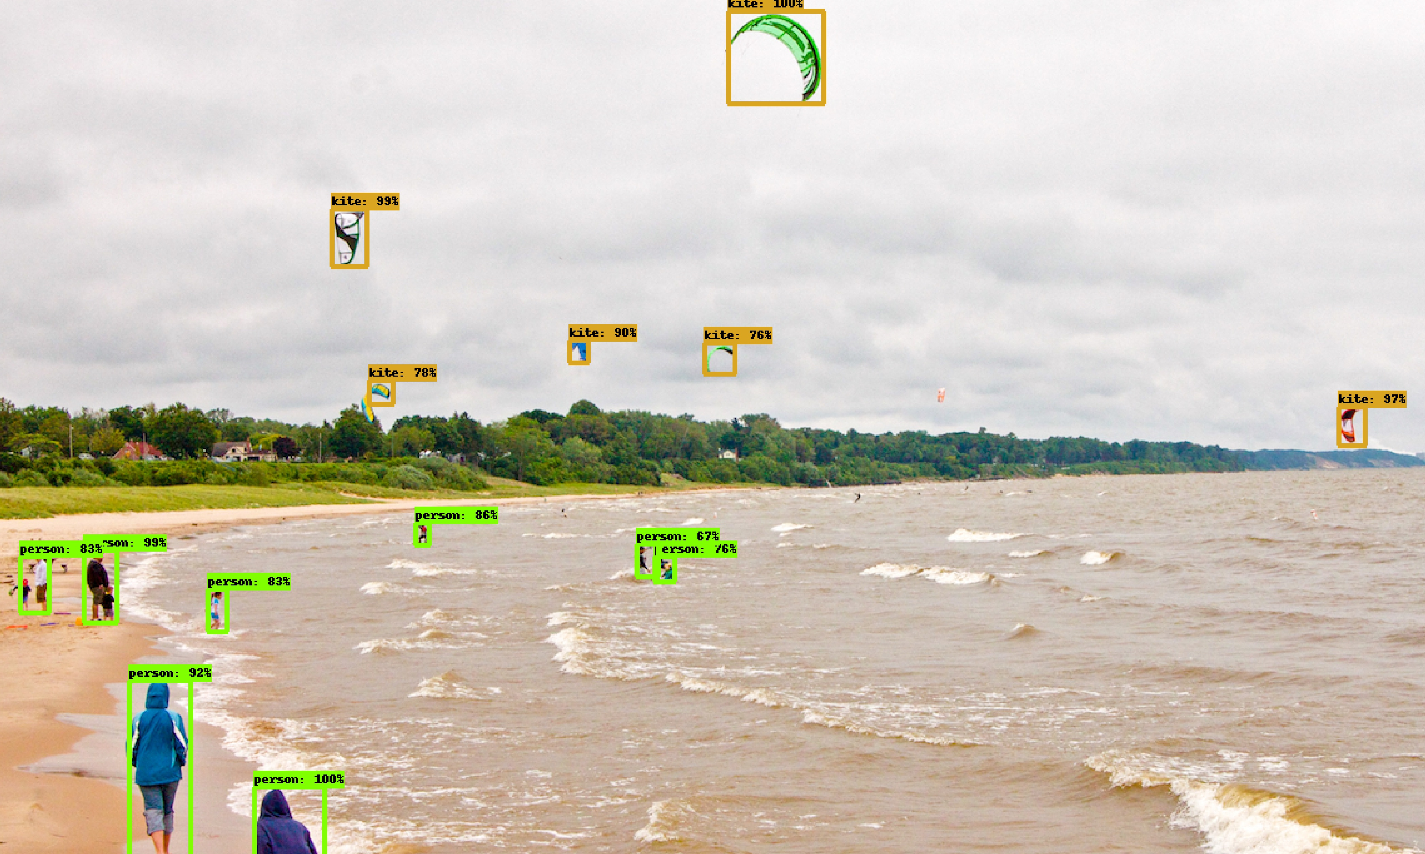 kite: 100%
kite: 99%
kite: 90%
kite: 76%
kite: 78%
kite: 97%
person: 86%
person: 67%
erson: 76%
person: 83%
rson: 99%
person: 83%
person: 92%
person: 100%